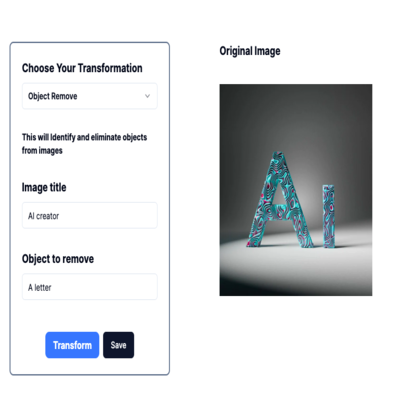 Choose Your Transformation
Object Remove
This will Identify and eliminate objects
from images
Image title
AI creator
Object to remove
A letter
Transform
Save
Original Image
Ai